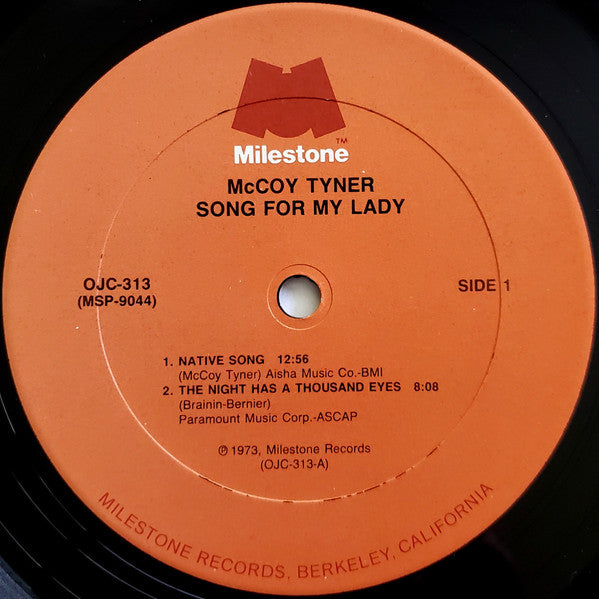 Milestone™
McCOY TYNER
SONG FOR MY LADY
OJC-313
(MSP-9044)
SIDE 1
1. NATIVE SONG 12:56
(McCoy Tyner) Aisha Music Co.-BMI
2. THE NIGHT HAS A THOUSAND EYES 8:08
(Brainin-Bernier)
Paramount Music Corp.-ASCAP
℗ 1973, Milestone Records
(OJC-313-A)
MILESTONE RECORDS, BERKELEY, CALIFORNIA